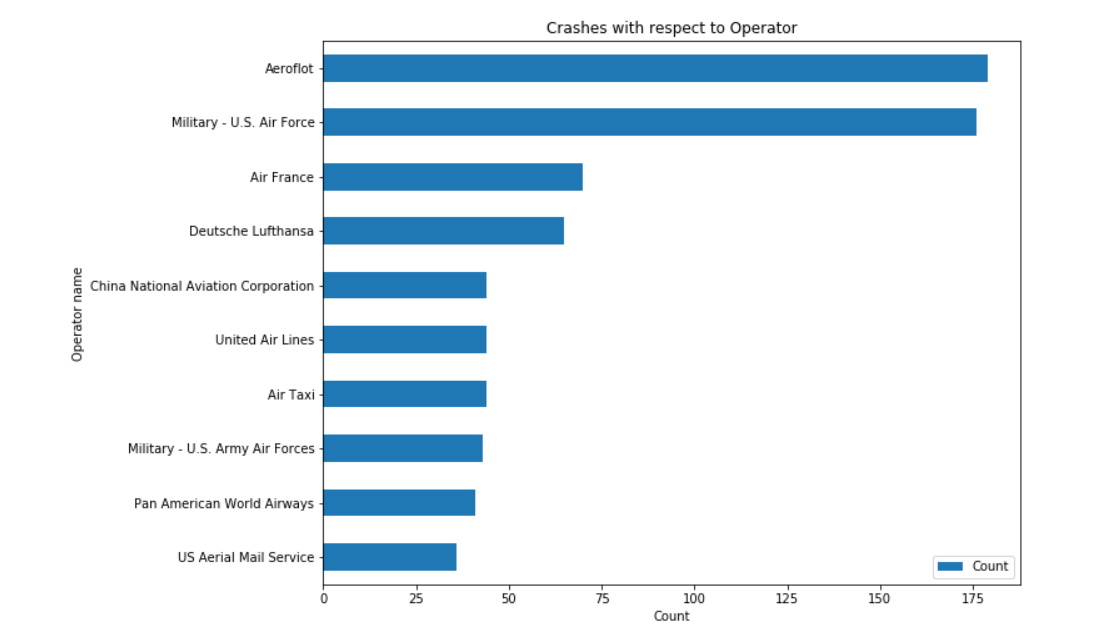 Crashes with respect to Operator
Aeroflot
Military - U.S. Air Force
Air France
Deutsche Lufthansa
China National Aviation Corporation
United Air Lines
Air Taxi
Military - U.S. Army Air Forces
Pan American World Airways
US Aerial Mail Service
Operator name
Count
0 25 50 75 100 125 150 175
Count